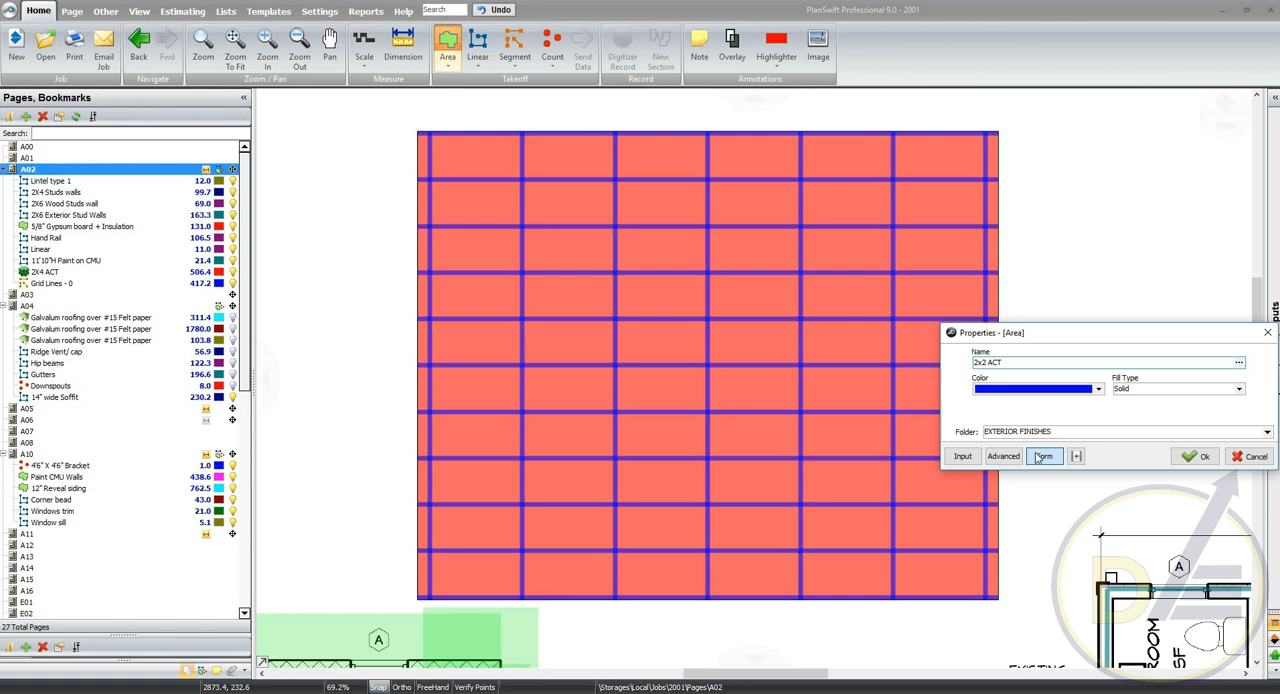 Home Page Other View Estimating Lists Templates Settings Reports Help Search Undo
PlanSwift Professional 9.0 - 2001
New Open Print Email Job Back Fwd Zoom Zoom To Fit Zoom In Zoom Out Pan Scale Dimension Area Linear Segment Count Send Data Digitizer Record New Section Note Overlay Highlighter Image
Job Navigate Zoom / Pan Measure Takeoff Record Annotations
Pages, Bookmarks
Search:
A00
A01
A02
Lintel type 1 12.0
2X4 Studs walls 99.7
2X6 Wood Studs wall 69.0
2X6 Exterior Stud Walls 163.3
5/8" Gypsum board + Insulation 131.0
Hand Rail 106.5
Linear 11.0
11'10"H Paint on CMU 21.4
2X4 ACT 506.4
Grid Lines - 0 417.2
A03
A04
Galvalum roofing over #15 Felt paper 311.4
Galvalum roofing over #15 Felt paper 1780.0
Galvalum roofing over #15 Felt paper 103.8
Ridge Vent/ cap 56.9
Hip beams 122.3
Gutters 196.6
Downspouts 8.0
14" wide Soffit 230.2
A05
A06
A07
A08
A10
4'6" X 4'6" Bracket 1.0
Paint CMU Walls 438.6
12" Reveal siding 762.5
Corner bead 43.0
Windows trim 21.0
Window sill 5.1
A11
A12
A13
A14
A15
A16
E01
E02
27 Total Pages
Properties - [Area]
Name
2x2 ACT
Color Fill Type
Solid
Folder: EXTERIOR FINISHES
Input Advanced Ok Cancel
A
A
ROOM
SF
EXISTING
2873.4, 232.6 69.2% Snap Ortho FreeHand Verify Points \Storages\Local\Jobs\2001\Pages\A02